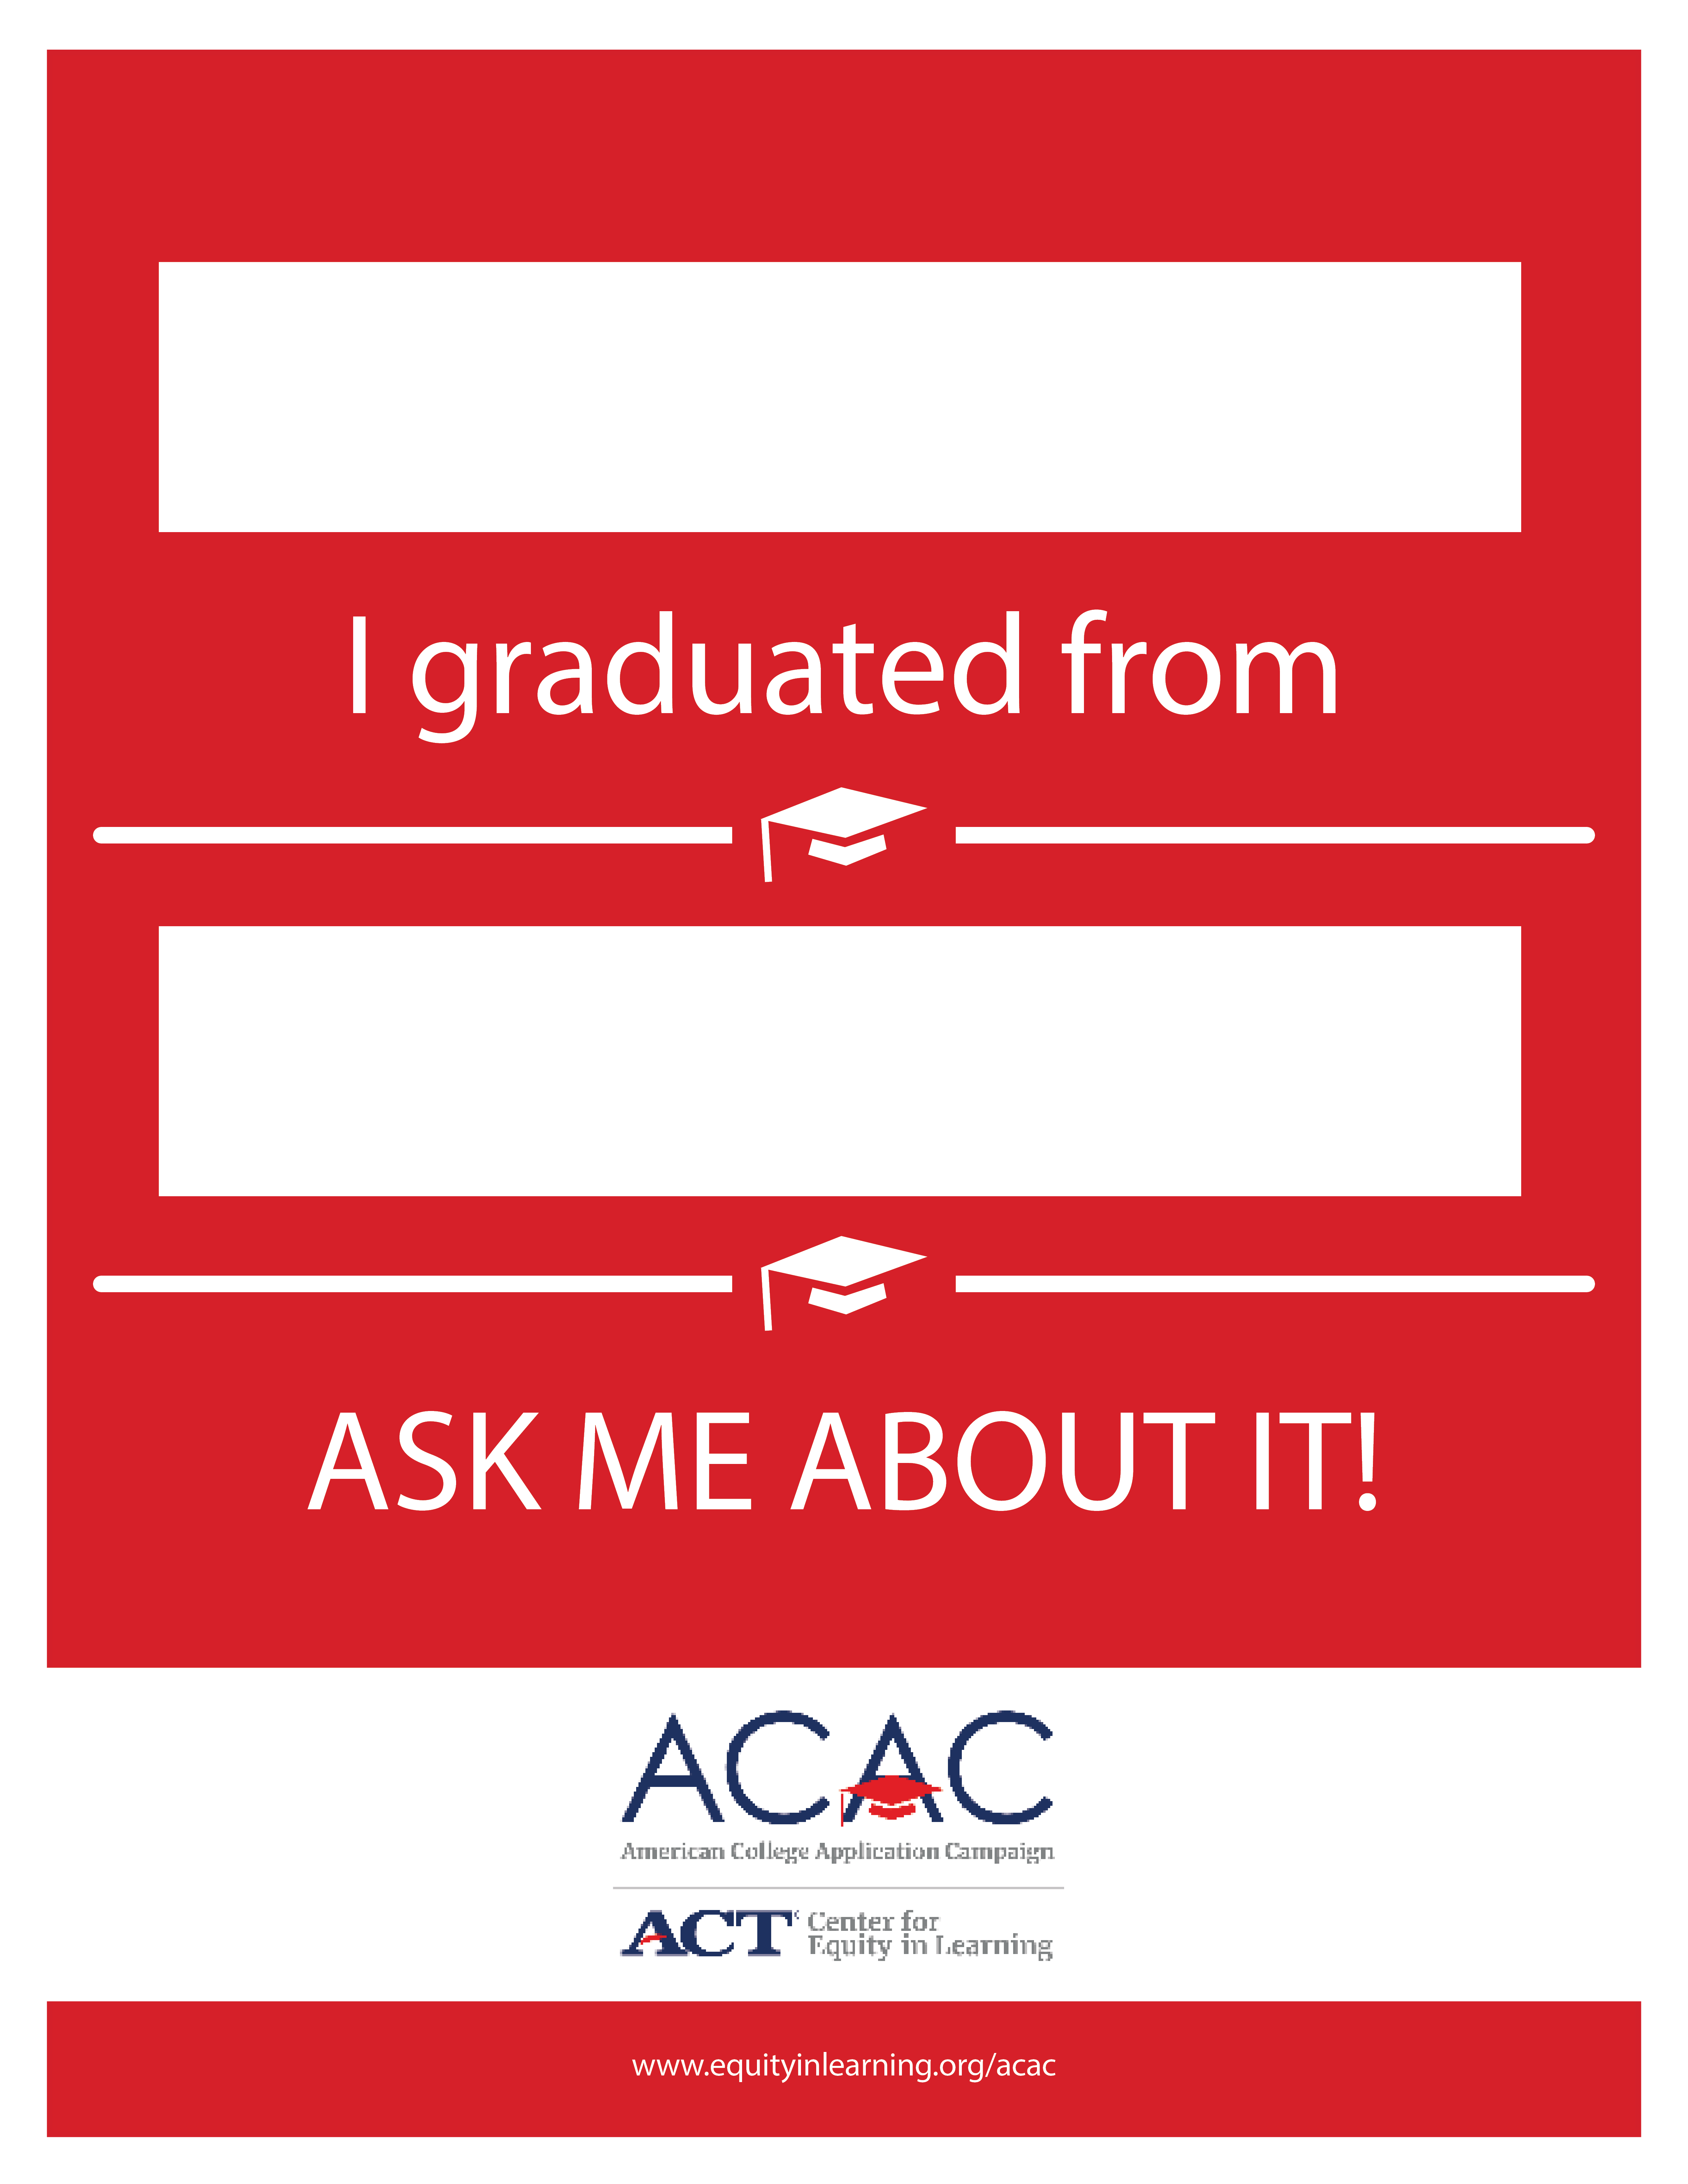 I graduated from
ASK ME ABOUT IT!
ACAC
American College Application Campaign
ACT® Center for
Equity in Learning
www.equityinlearning.org/acac